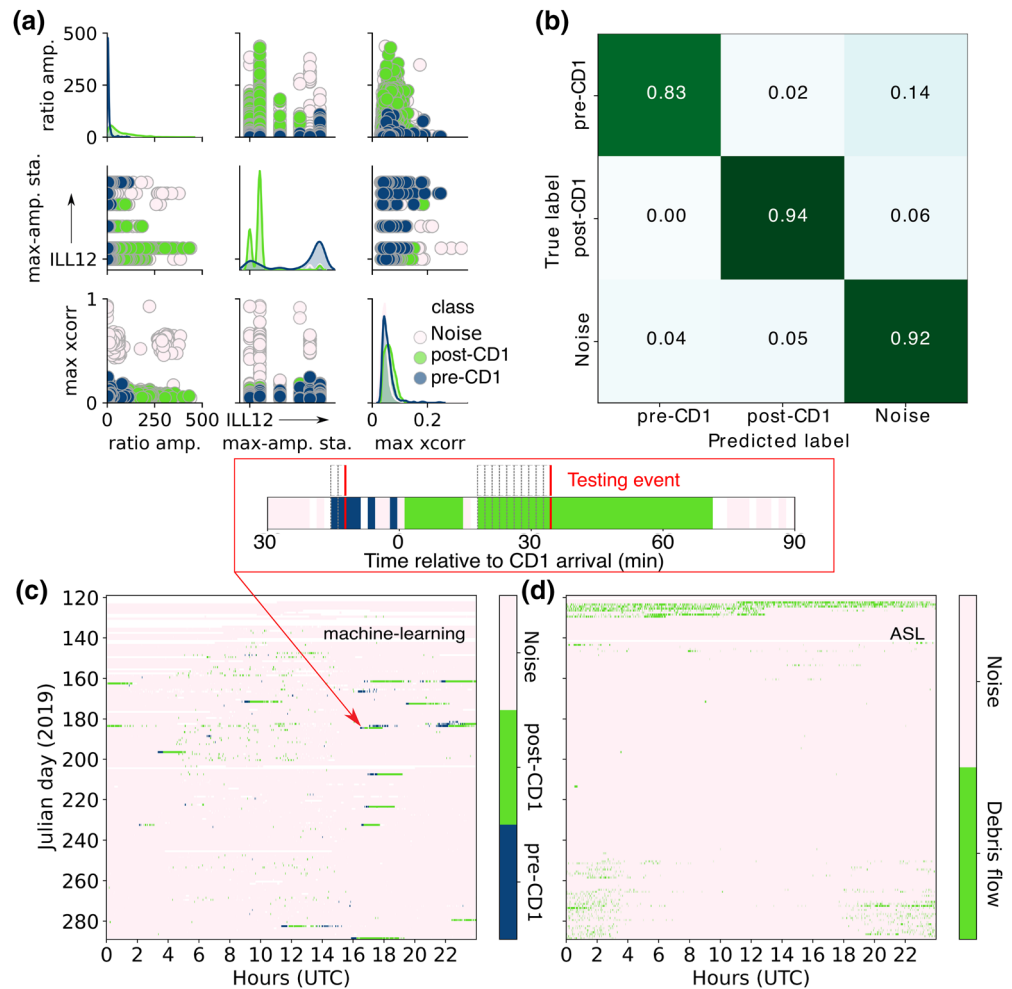 (a)
500
250
0
ratio amp.
max-amp. sta.
ILL12
1
0
max xcorr
0 250 500
ratio amp.
ILL12
max-amp. sta.
0 0.2
max xcorr
class
Noise
post-CD1
pre-CD1
(b)
True label
pre-CD1
post-CD1
Noise
0.83 0.02 0.14
0.00 0.94 0.06
0.04 0.05 0.92
pre-CD1 post-CD1 Noise
Predicted label
Testing event
30 0 30 60 90
Time relative to CD1 arrival (min)
(c)
machine-learning
Julian day (2019)
120
140
160
180
200
220
240
260
280
0 2 4 6 8 10 12 14 16 18 20 22
Hours (UTC)
Noise
post-CD1
pre-CD1
(d)
ASL
0 2 4 6 8 10 12 14 16 18 20 22
Hours (UTC)
Noise
Debris flow